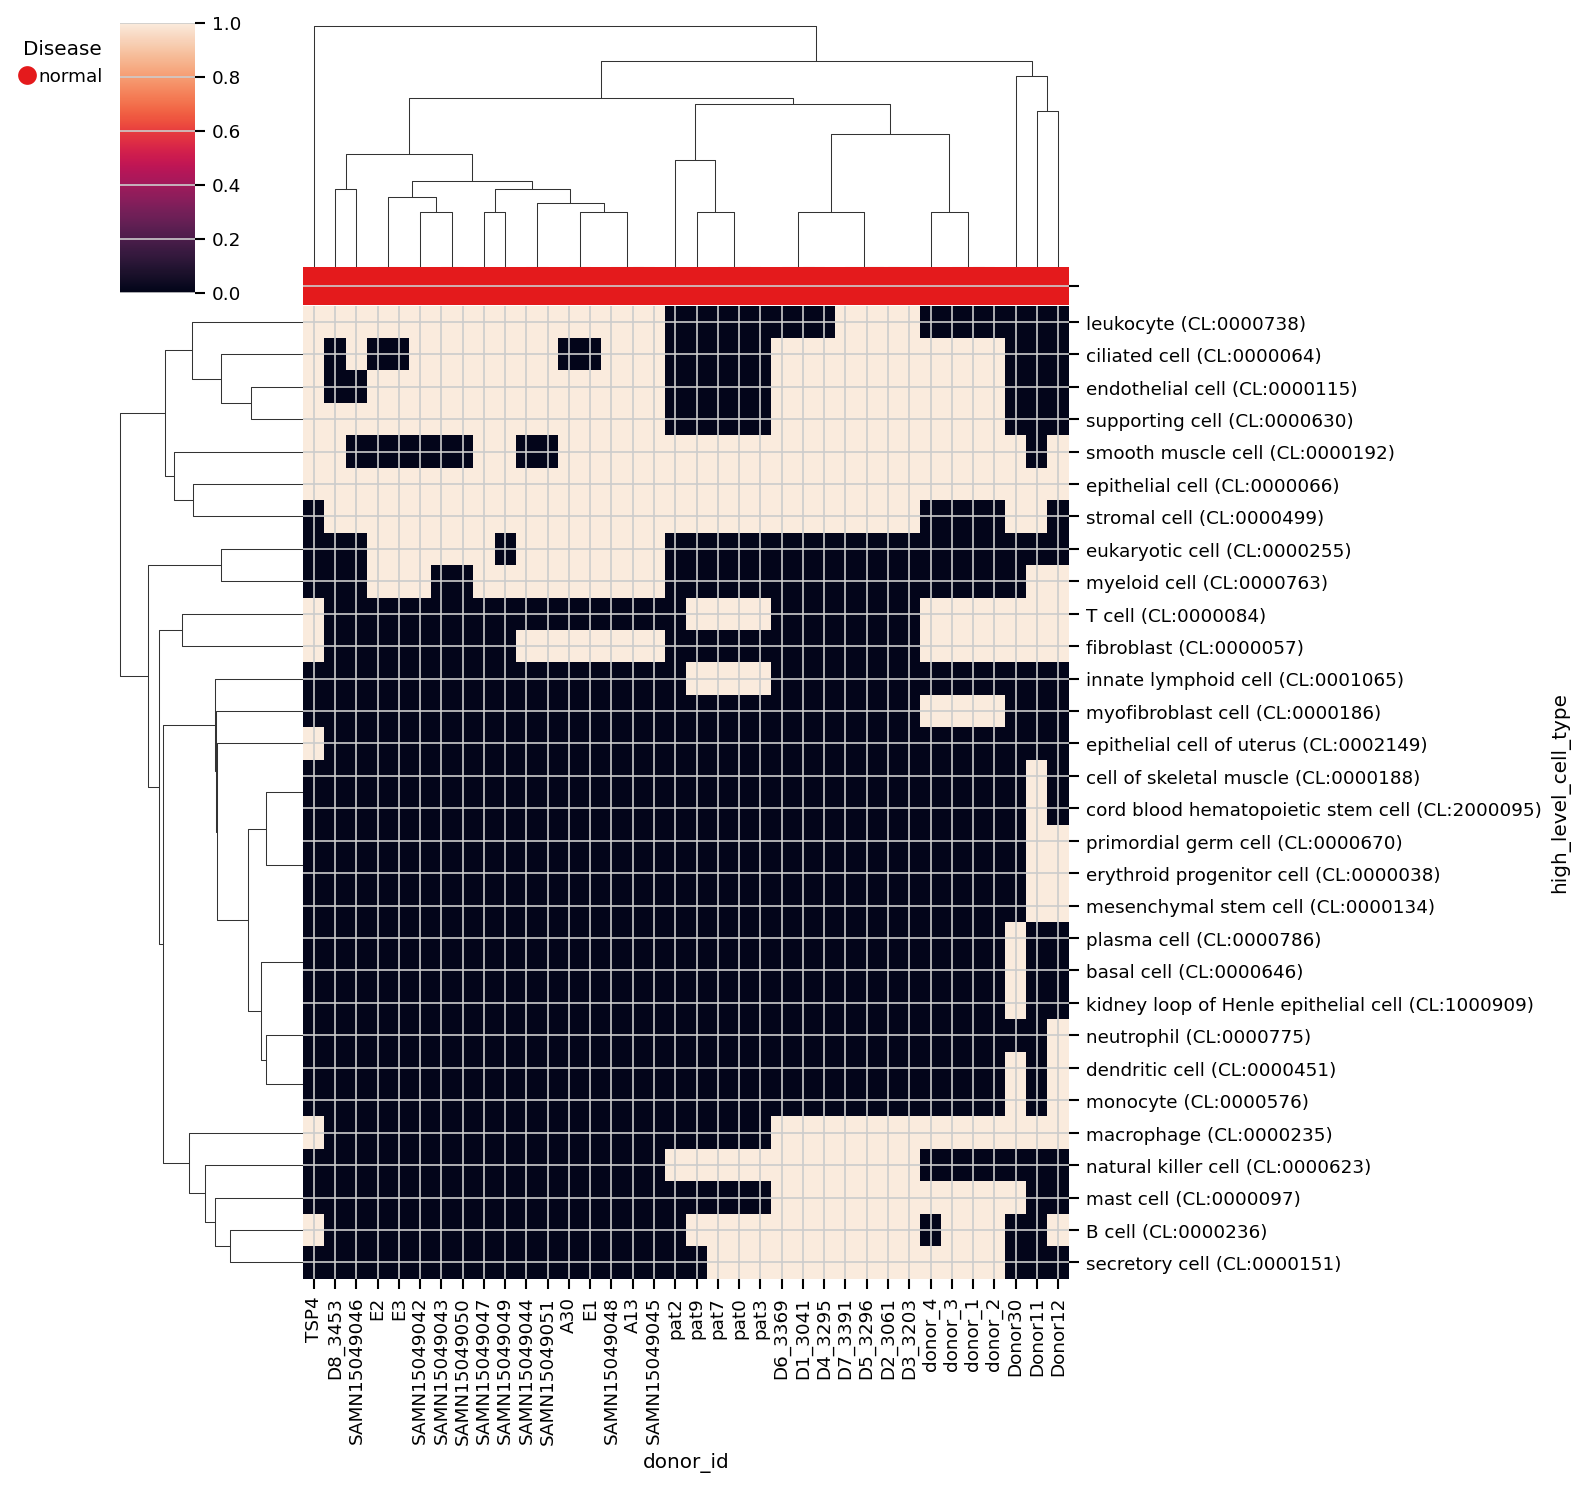 Disease
normal
1.0
0.8
0.6
0.4
0.2
0.0
leukocyte (CL:0000738)
ciliated cell (CL:0000064)
endothelial cell (CL:0000115)
supporting cell (CL:0000630)
smooth muscle cell (CL:0000192)
epithelial cell (CL:0000066)
stromal cell (CL:0000499)
eukaryotic cell (CL:0000255)
myeloid cell (CL:0000763)
T cell (CL:0000084)
fibroblast (CL:0000057)
innate lymphoid cell (CL:0001065)
myofibroblast cell (CL:0000186)
epithelial cell of uterus (CL:0002149)
cell of skeletal muscle (CL:0000188)
cord blood hematopoietic stem cell (CL:2000095)
primordial germ cell (CL:0000670)
erythroid progenitor cell (CL:0000038)
mesenchymal stem cell (CL:0000134)
plasma cell (CL:0000786)
basal cell (CL:0000646)
kidney loop of Henle epithelial cell (CL:1000909)
neutrophil (CL:0000775)
dendritic cell (CL:0000451)
monocyte (CL:0000576)
macrophage (CL:0000235)
natural killer cell (CL:0000623)
mast cell (CL:0000097)
B cell (CL:0000236)
secretory cell (CL:0000151)
high_level_cell_type
TSP4
D8_3453
SAMN15049046
E2
E3
SAMN15049042
SAMN15049043
SAMN15049050
SAMN15049047
SAMN15049049
SAMN15049044
SAMN15049051
A30
E1
SAMN15049048
A13
SAMN15049045
pat2
pat9
pat7
pat0
pat3
D6_3369
D1_3041
D4_3295
D7_3391
D5_3296
D2_3061
D3_3203
donor_4
donor_3
donor_1
donor_2
Donor30
Donor11
Donor12
donor_id